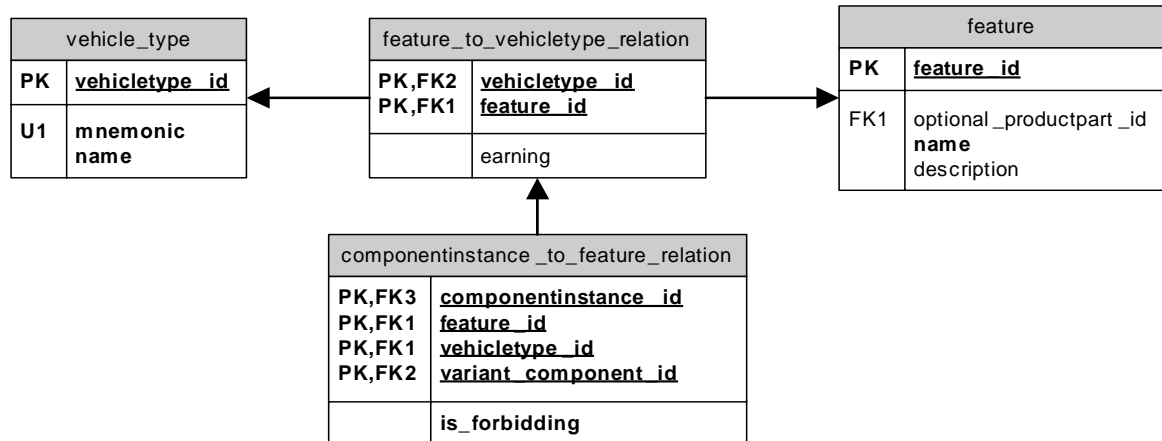 vehicle_type
PK vehicletype_id
U1 mnemonic
name
feature_to_vehicletype_relation
PK,FK2 vehicletype_id
PK,FK1 feature_id
earning
feature
PK feature_id
FK1 optional_productpart_id
name
description
componentinstance_to_feature_relation
PK,FK3 componentinstance_id
PK,FK1 feature_id
PK,FK1 vehicletype_id
PK,FK2 variant_component_id
is_forbidding